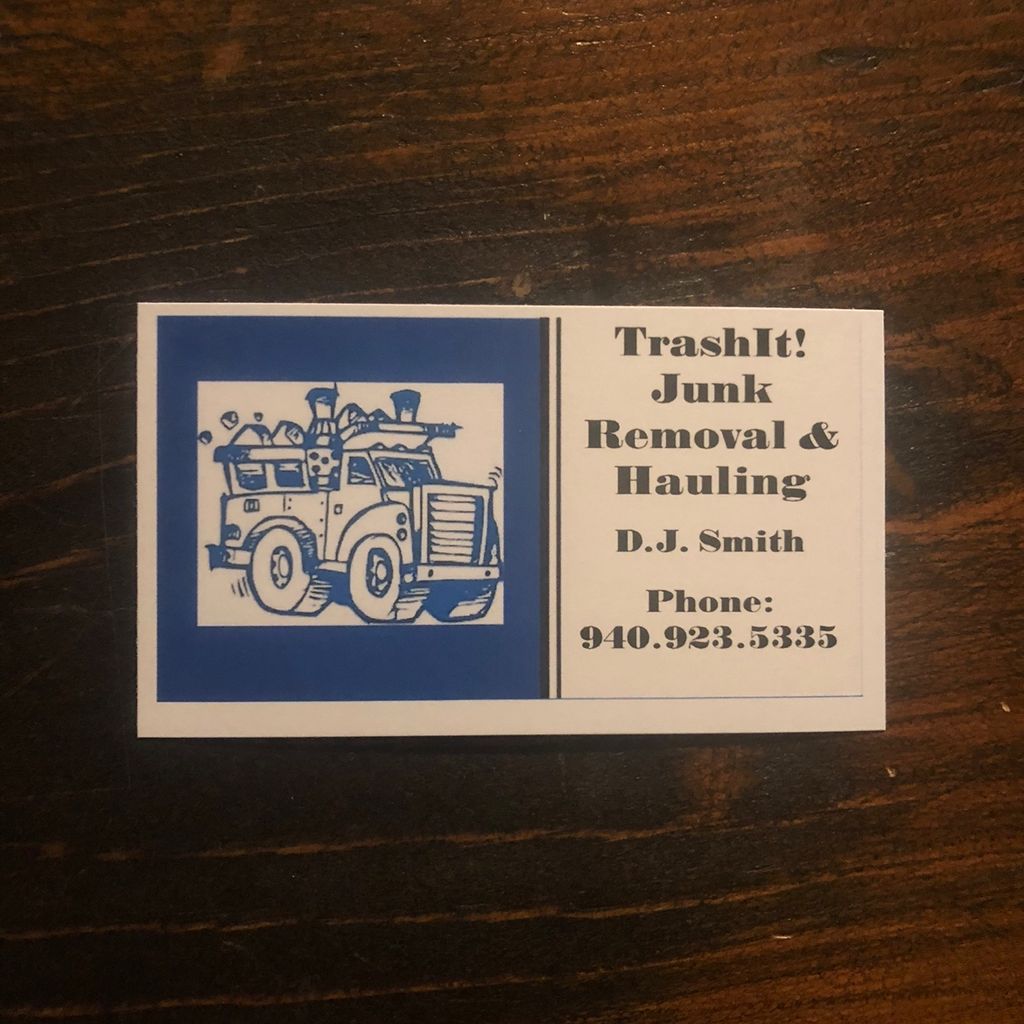 TrashIt!
Junk
Removal &
Hauling
D.J. Smith
Phone:
940.923.5335